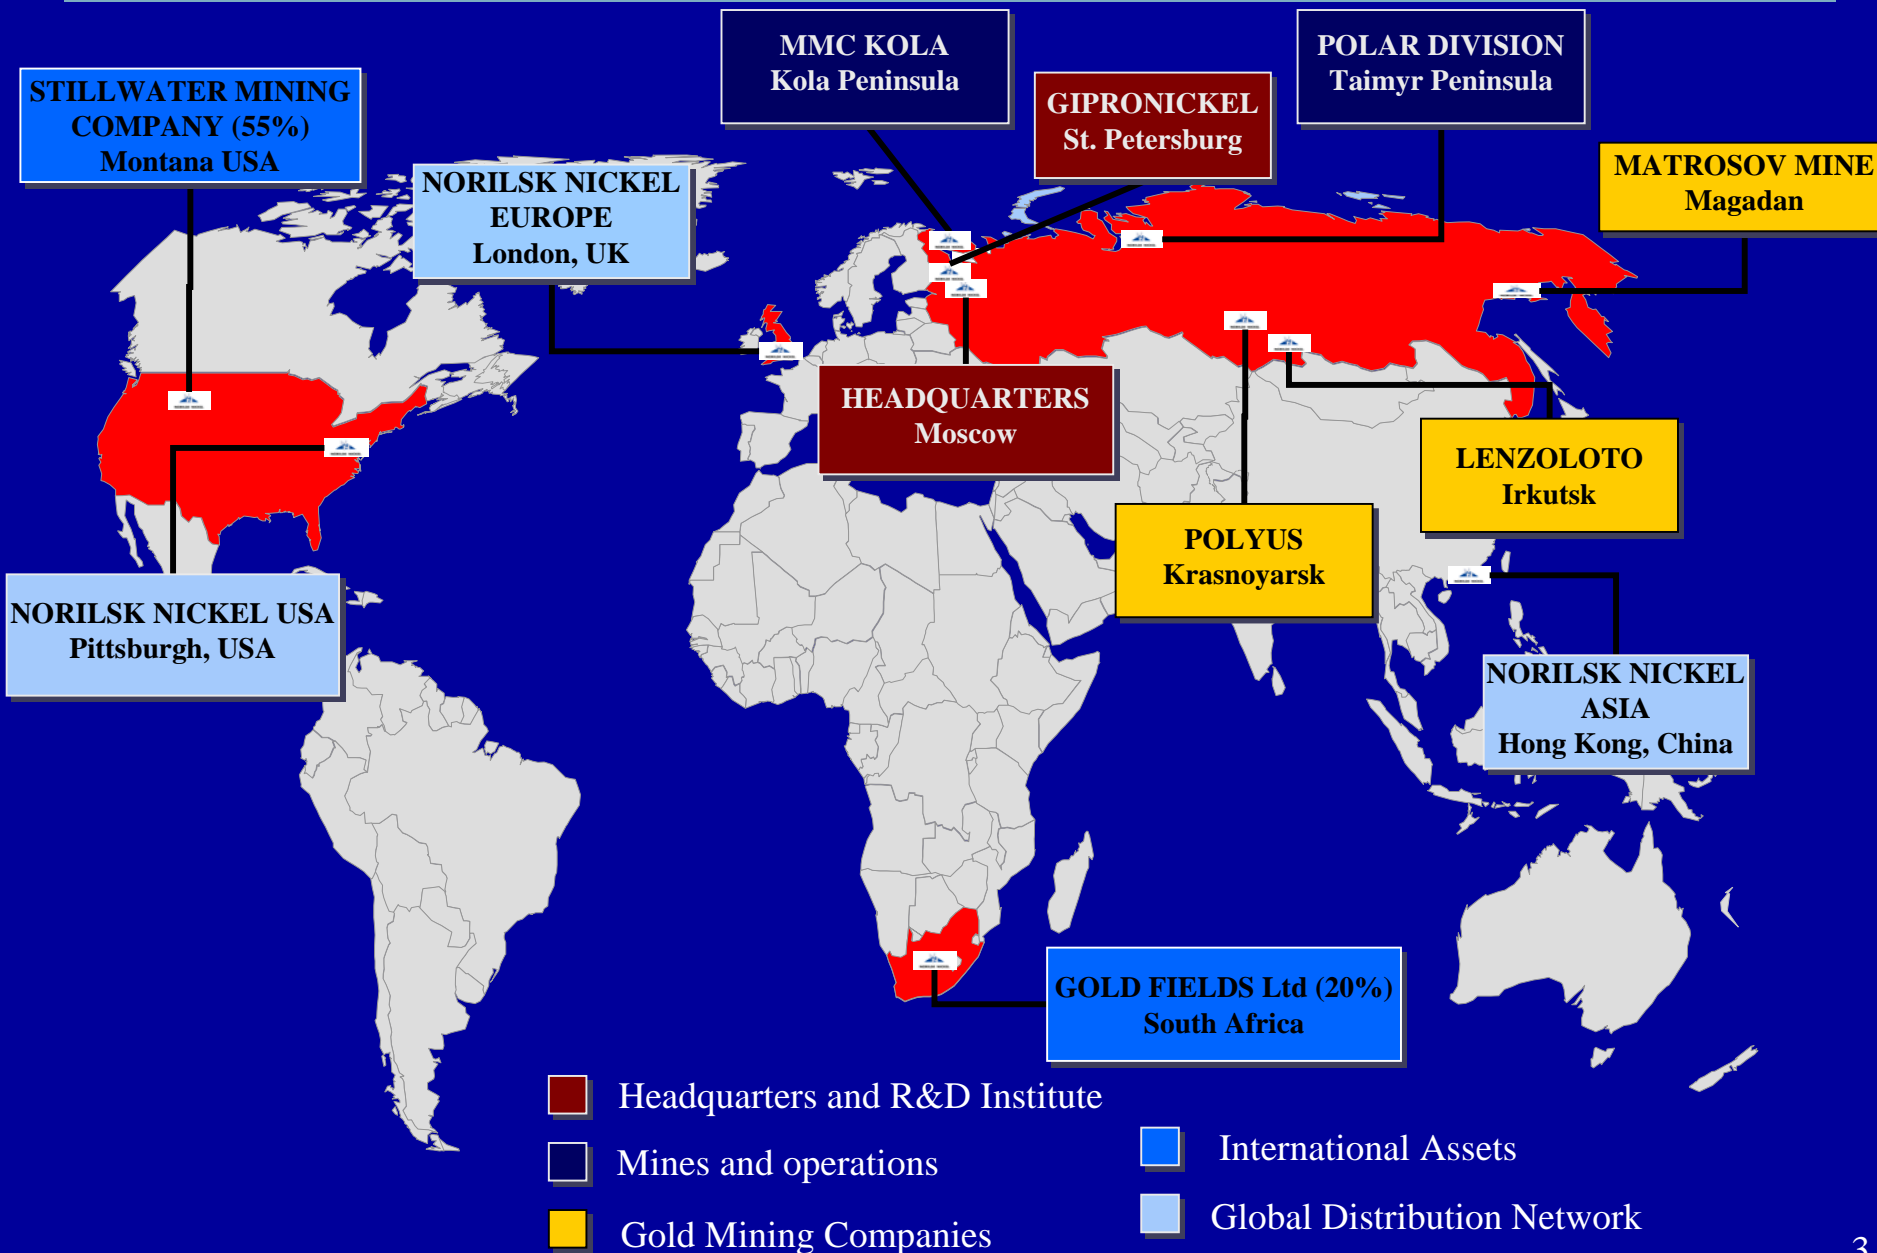 MMC KOLA
Kola Peninsula
POLAR DIVISION
Taimyr Peninsula
STILLWATER MINING
COMPANY (55%)
Montana USA
GIPRONICKEL
St. Petersburg
MATROSOV MINE
Magadan
NORILSK NICKEL
EUROPE
London, UK
HEADQUARTERS
Moscow
LENZOLOTO
Irkutsk
POLYUS
Krasnoyarsk
NORILSK NICKEL USA
Pittsburgh, USA
NORILSK NICKEL
ASIA
Hong Kong, China
GOLD FIELDS Ltd (20%)
South Africa
Headquarters and R&D Institute
Mines and operations
Gold Mining Companies
International Assets
Global Distribution Network
3